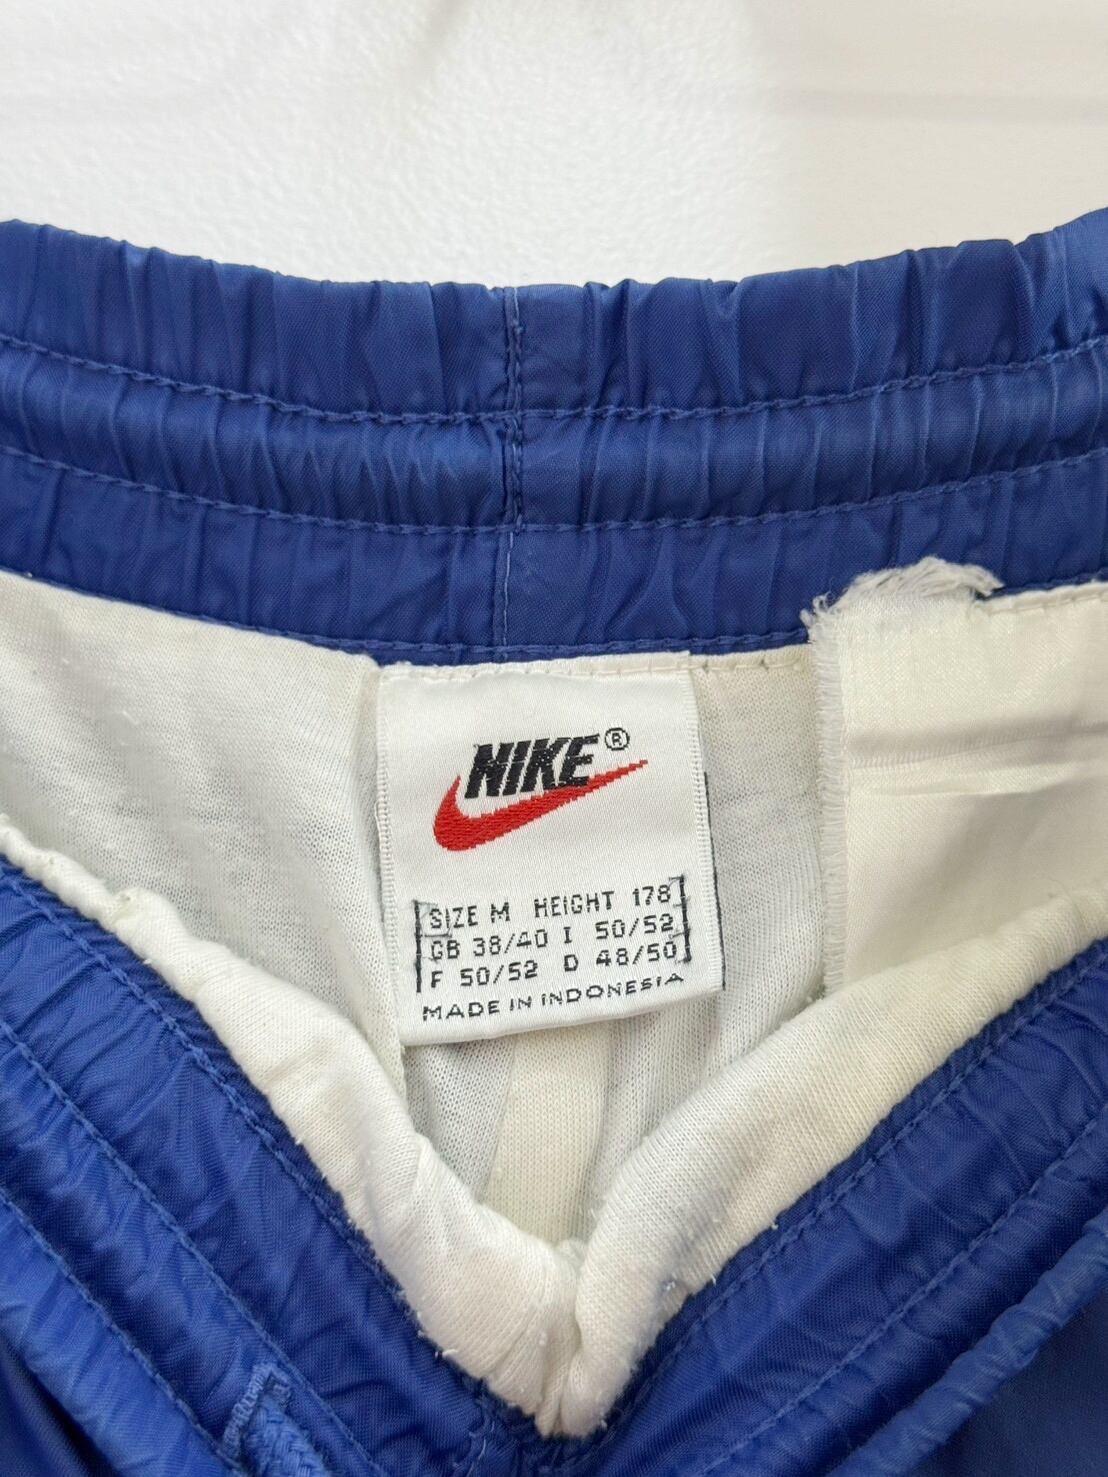 NIKE®
SIZE M HEIGHT 178
GB 38/40 I 50/52
F 50/52 D 48/50
MADE IN INDONESIA